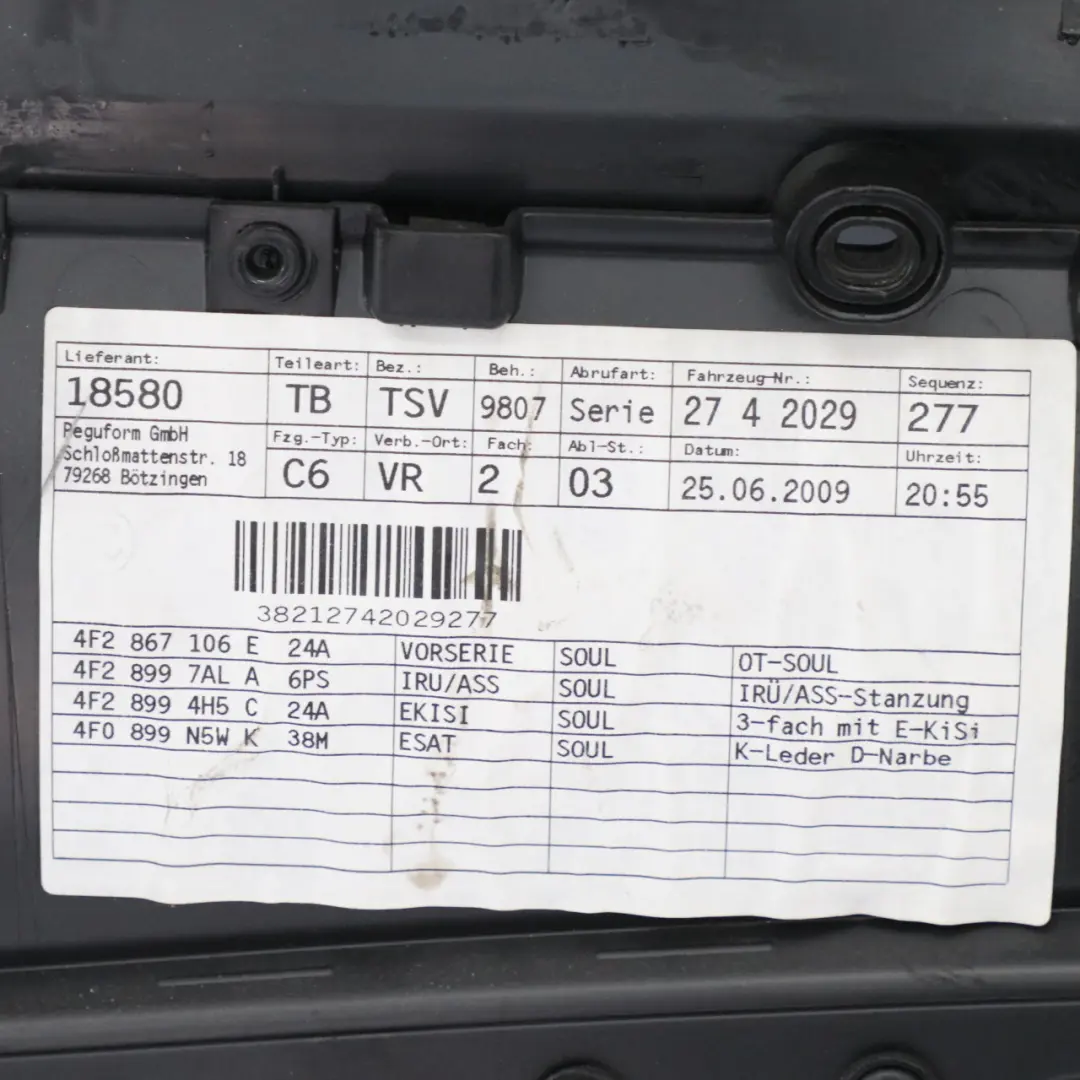 Lieferant: Teileart: Bez.: Beh.: Abrufart: Fahrzeug-Nr.: Sequenz:
18580 TB TSV 9807 Serie 27 4 2029 277
Peguform GmbH
Schloßmattenstr. 18
79268 Bötzingen
Fzg.-Typ: Verb.-Ort: Fach: Abl-St.: Datum: Uhrzeit:
C6 VR 2 03 25.06.2009 20:55
38212742029277
4F2 867 106 E 24A VORSERIE SOUL OT-SOUL
4F2 899 7AL A 6PS IRU/ASS SOUL IRÜ/ASS-Stanzung
4F2 899 4H5 C 24A EKISI SOUL 3-fach mit E-KiSi
4F0 899 N5W K 38M ESAT SOUL K-Leder D-Narbe